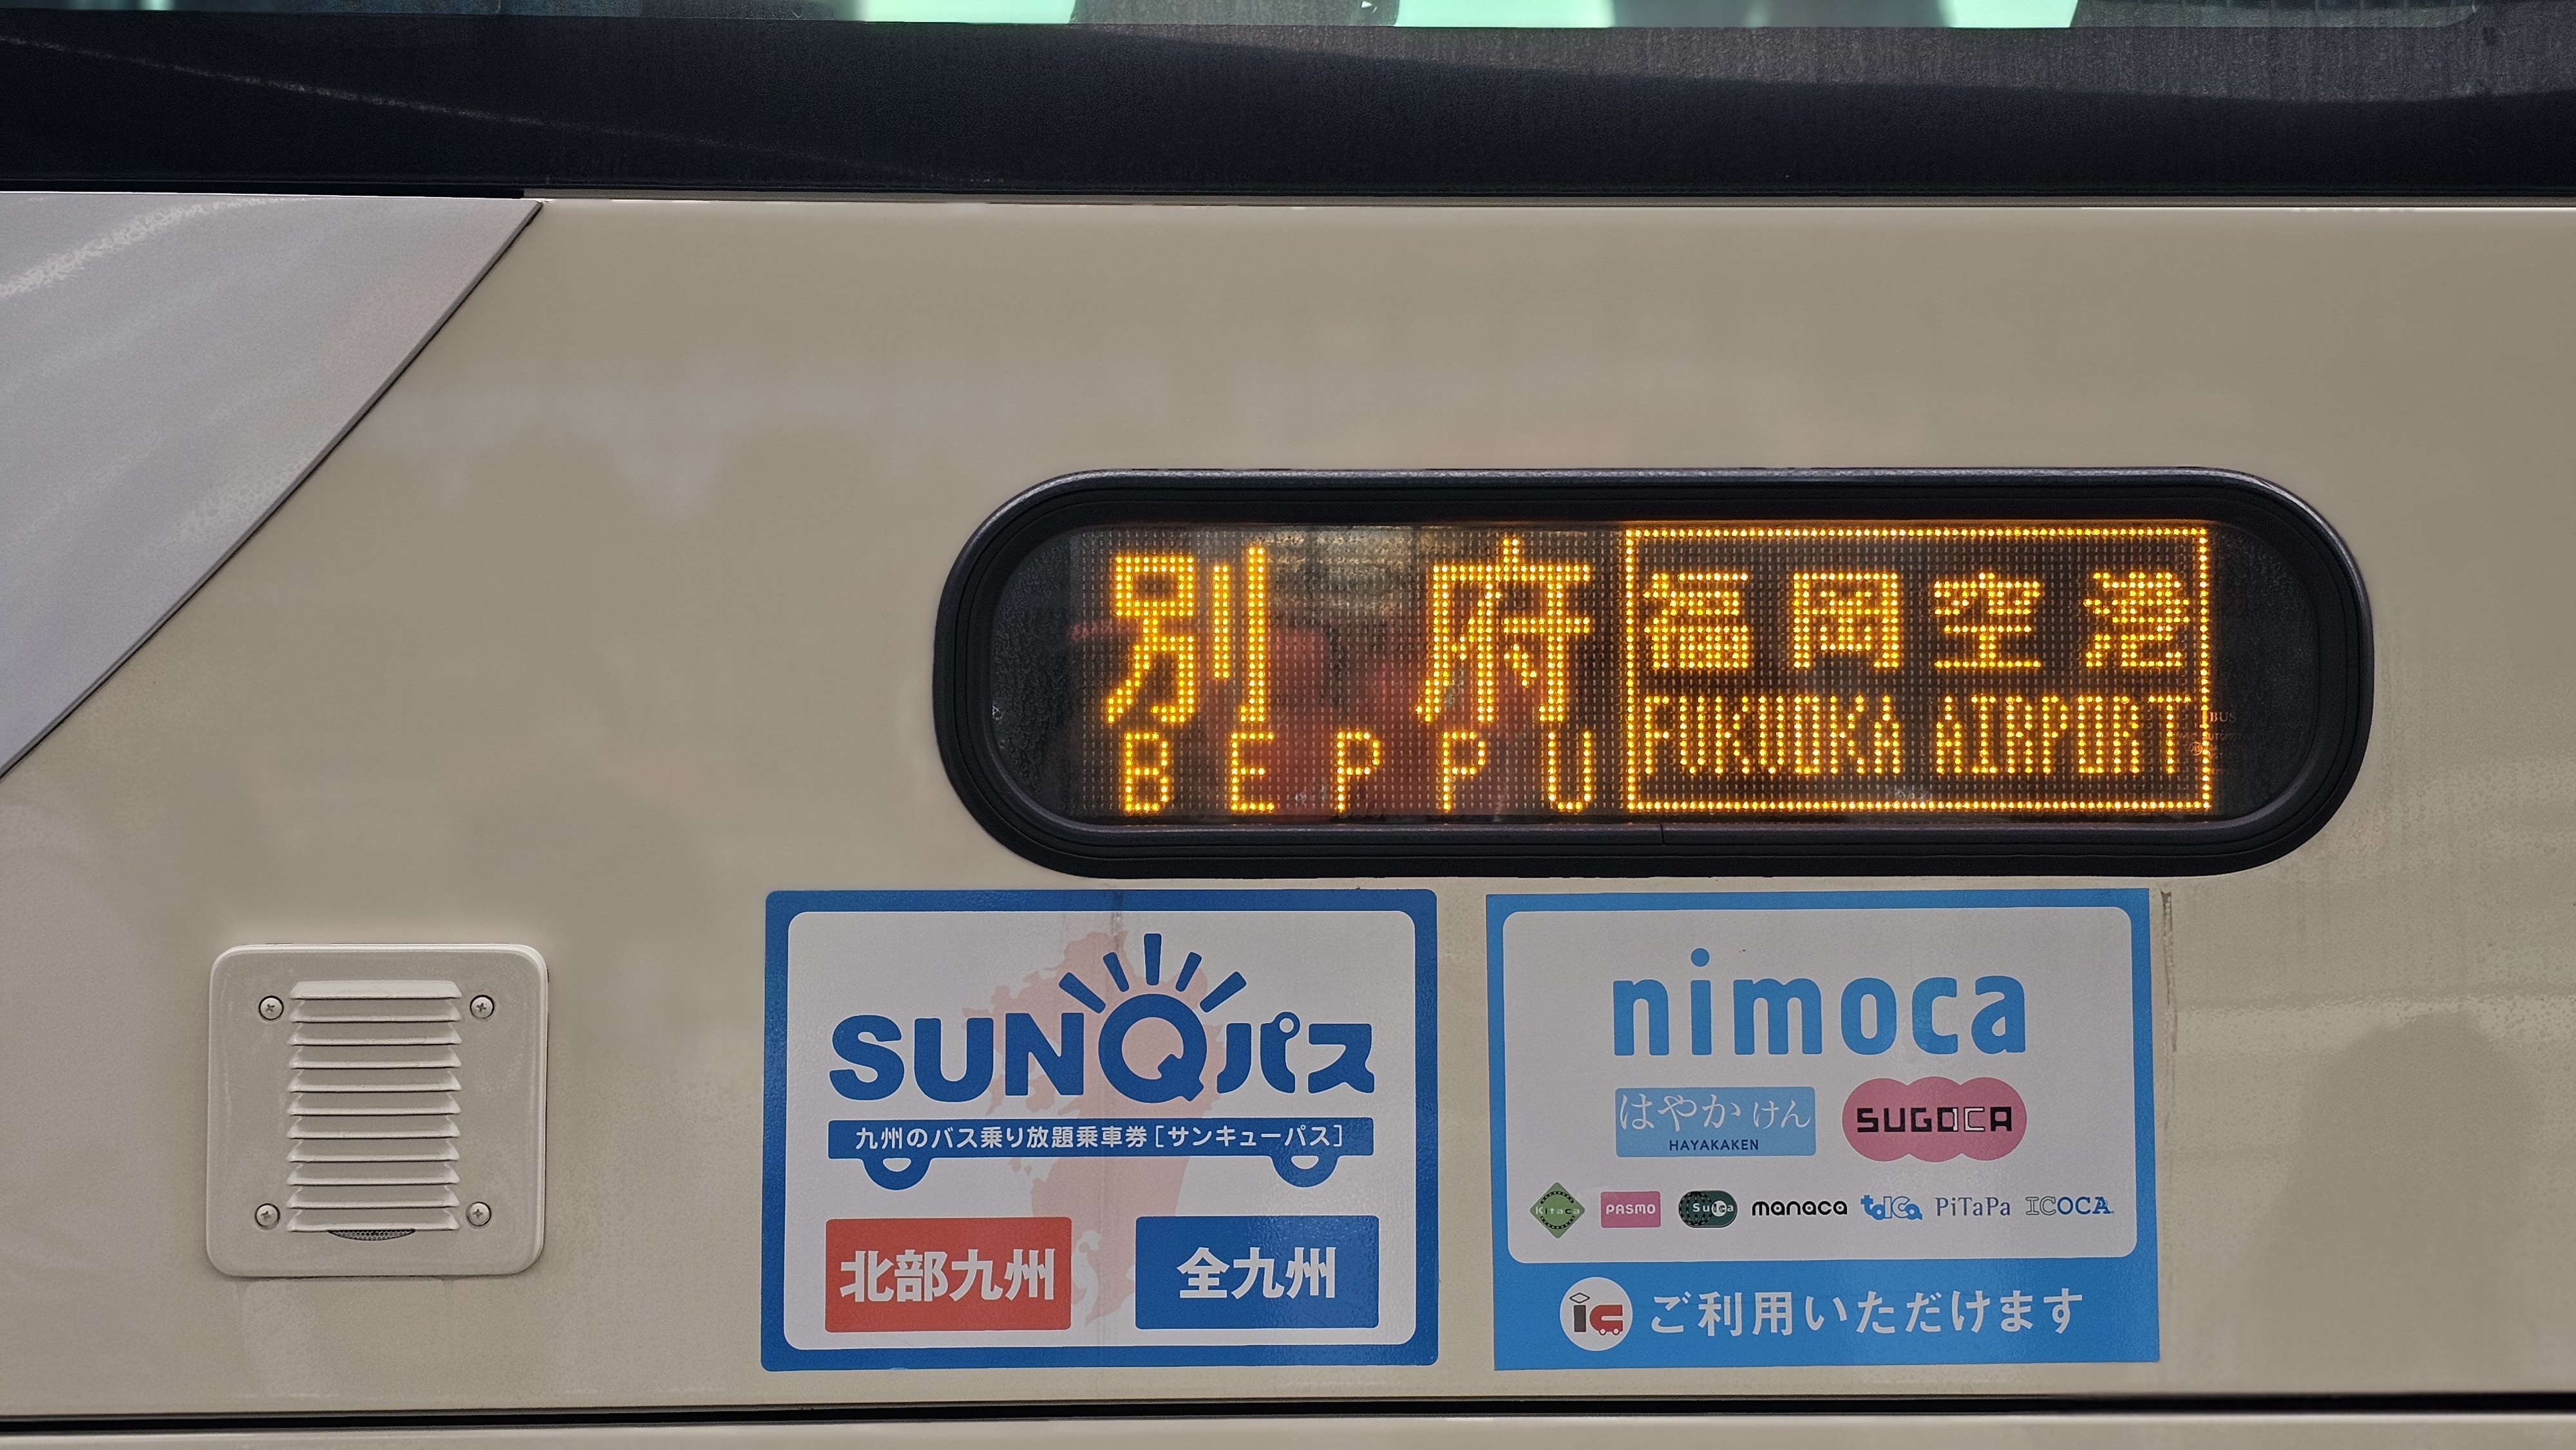 別府 福岡空港
BEPPU FUKUOKA AIRPORT
SUNQパス
九州のバス乗り放題乗車券[サンキューパス]
北部九州 全九州
nimoca
はやかけん
HAYAKAKEN
SUGOCA
Kitaca PASMO Suica manaca toica PiTaPa ICOCA
ic ご利用いただけます